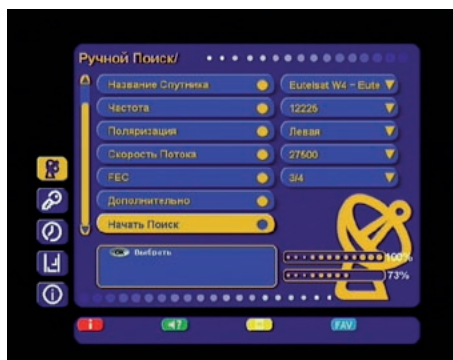 Ручной Поиск/
Название Спутника Eutelsat W4 ~ Eute
Частота 12225
Поляризация Левая
Скорость Потока 27500
FEC 3/4
Дополнительно
Начать Поиск
OK Выбрать
100%
73%
i ? FAV